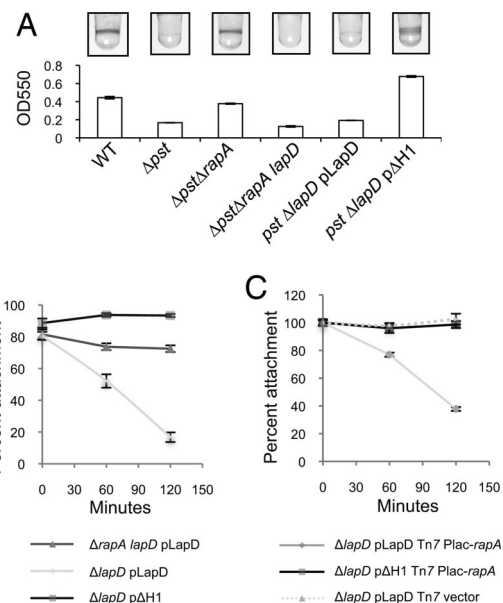 A
OD550
0.8
0.6
0.4
0.2
0
WT
Δpst
ΔpstΔrapA
ΔpstΔrapA lapD
pst ΔlapD pLapD
pst ΔlapD pΔH1
100
80
60
40
20
0
0 30 60 90 120 150
Minutes
ΔrapA lapD pLapD
ΔlapD pLapD
ΔlapD pΔH1
C
Percent attachment
120
100
80
60
40
20
0
0 30 60 90 120 150
Minutes
ΔlapD pLapD Tn7 Plac-rapA
ΔlapD pΔH1 Tn7 Plac-rapA
ΔlapD pLapD Tn7 vector